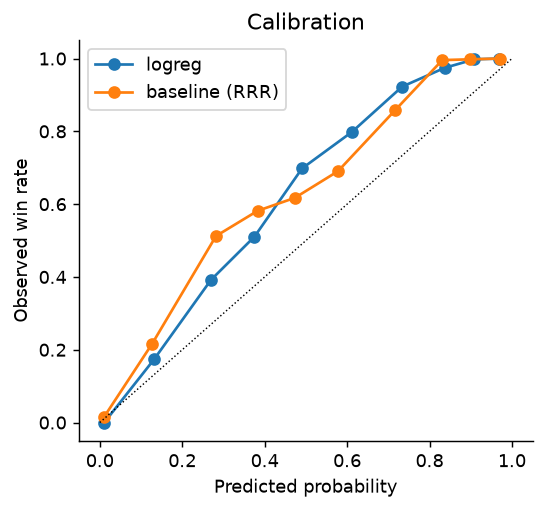 Calibration
logreg
baseline (RRR)
1.0
0.8
0.6
0.4
0.2
0.0
Observed win rate
0.0 0.2 0.4 0.6 0.8 1.0
Predicted probability